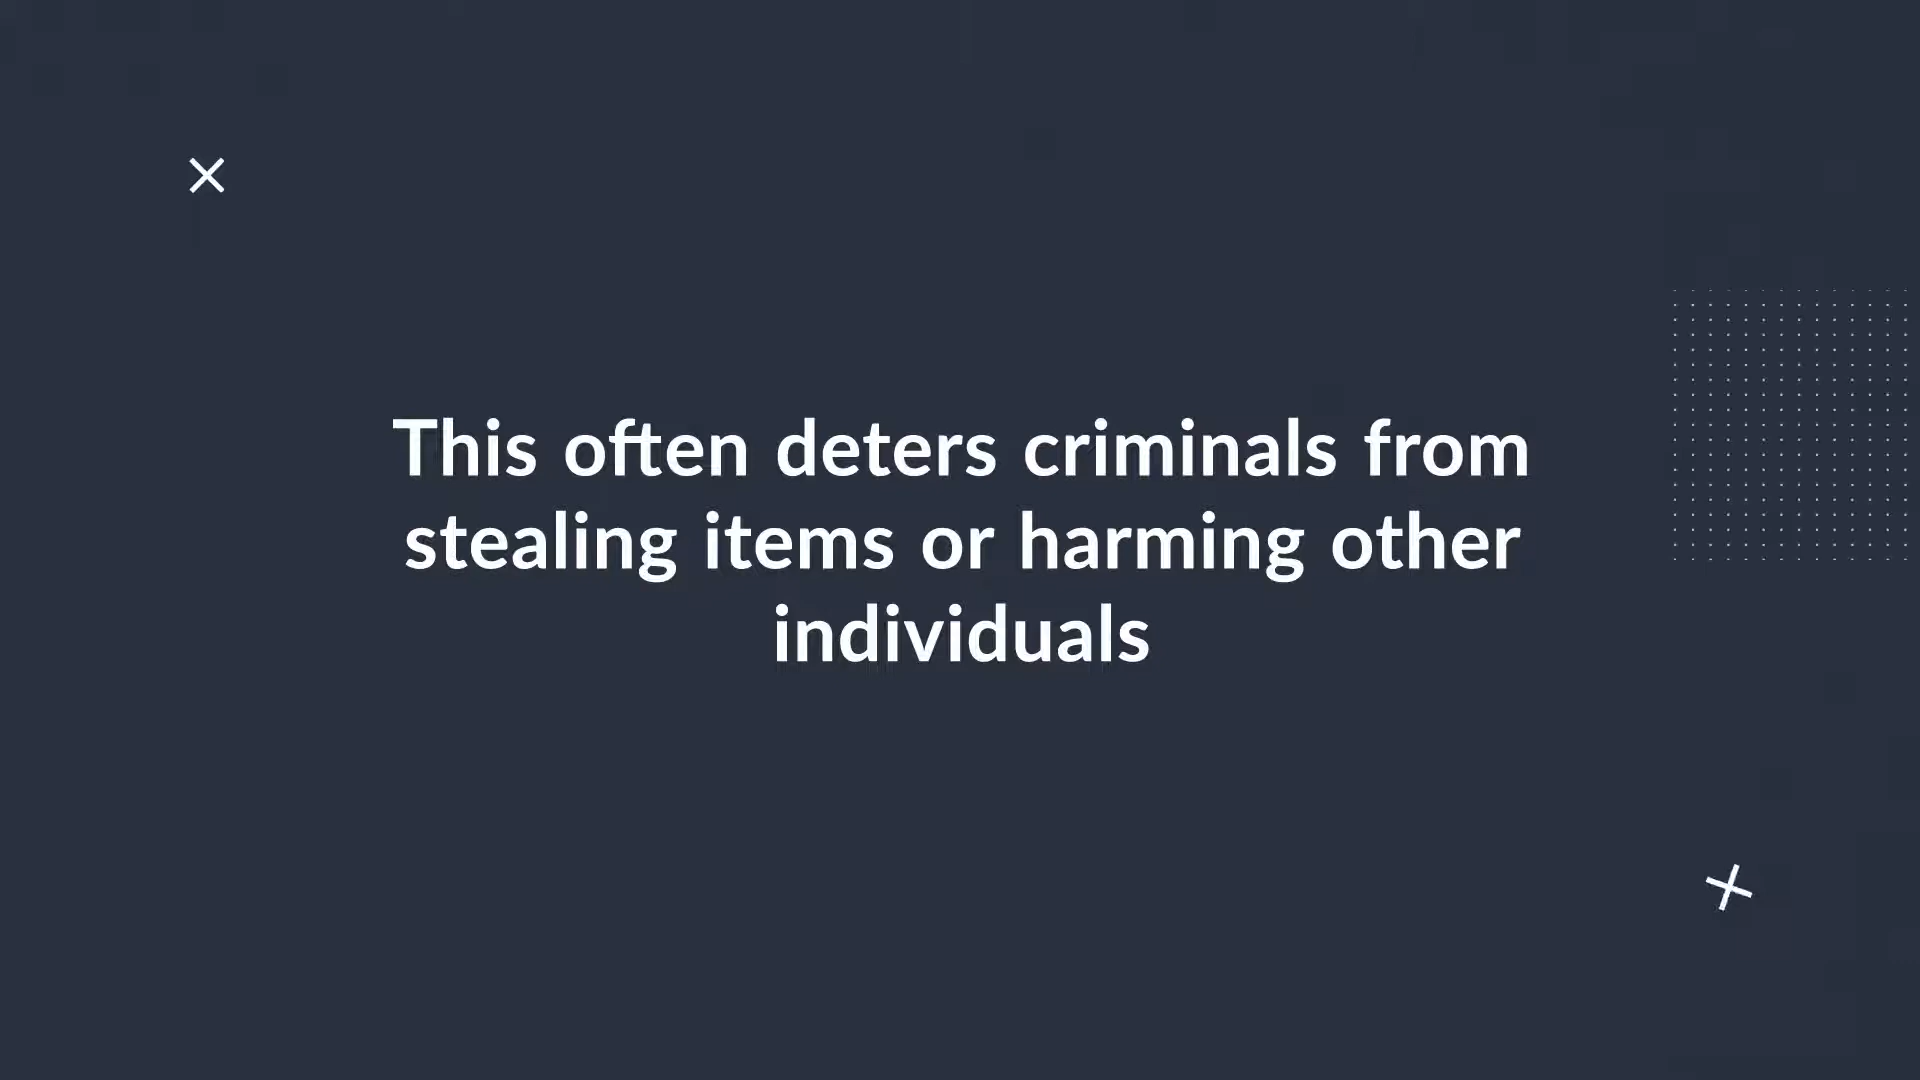 This often deters criminals from
stealing items or harming other
individuals